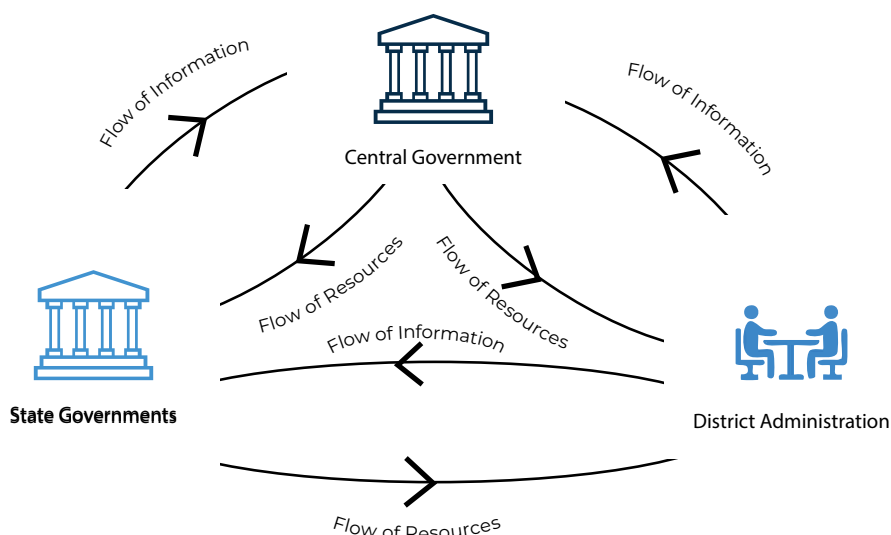 Flow of Information
Flow of Information
Central Government
Flow of Resources
Flow of Resources
Flow of Information
State Governments
District Administration
Flow of Resources